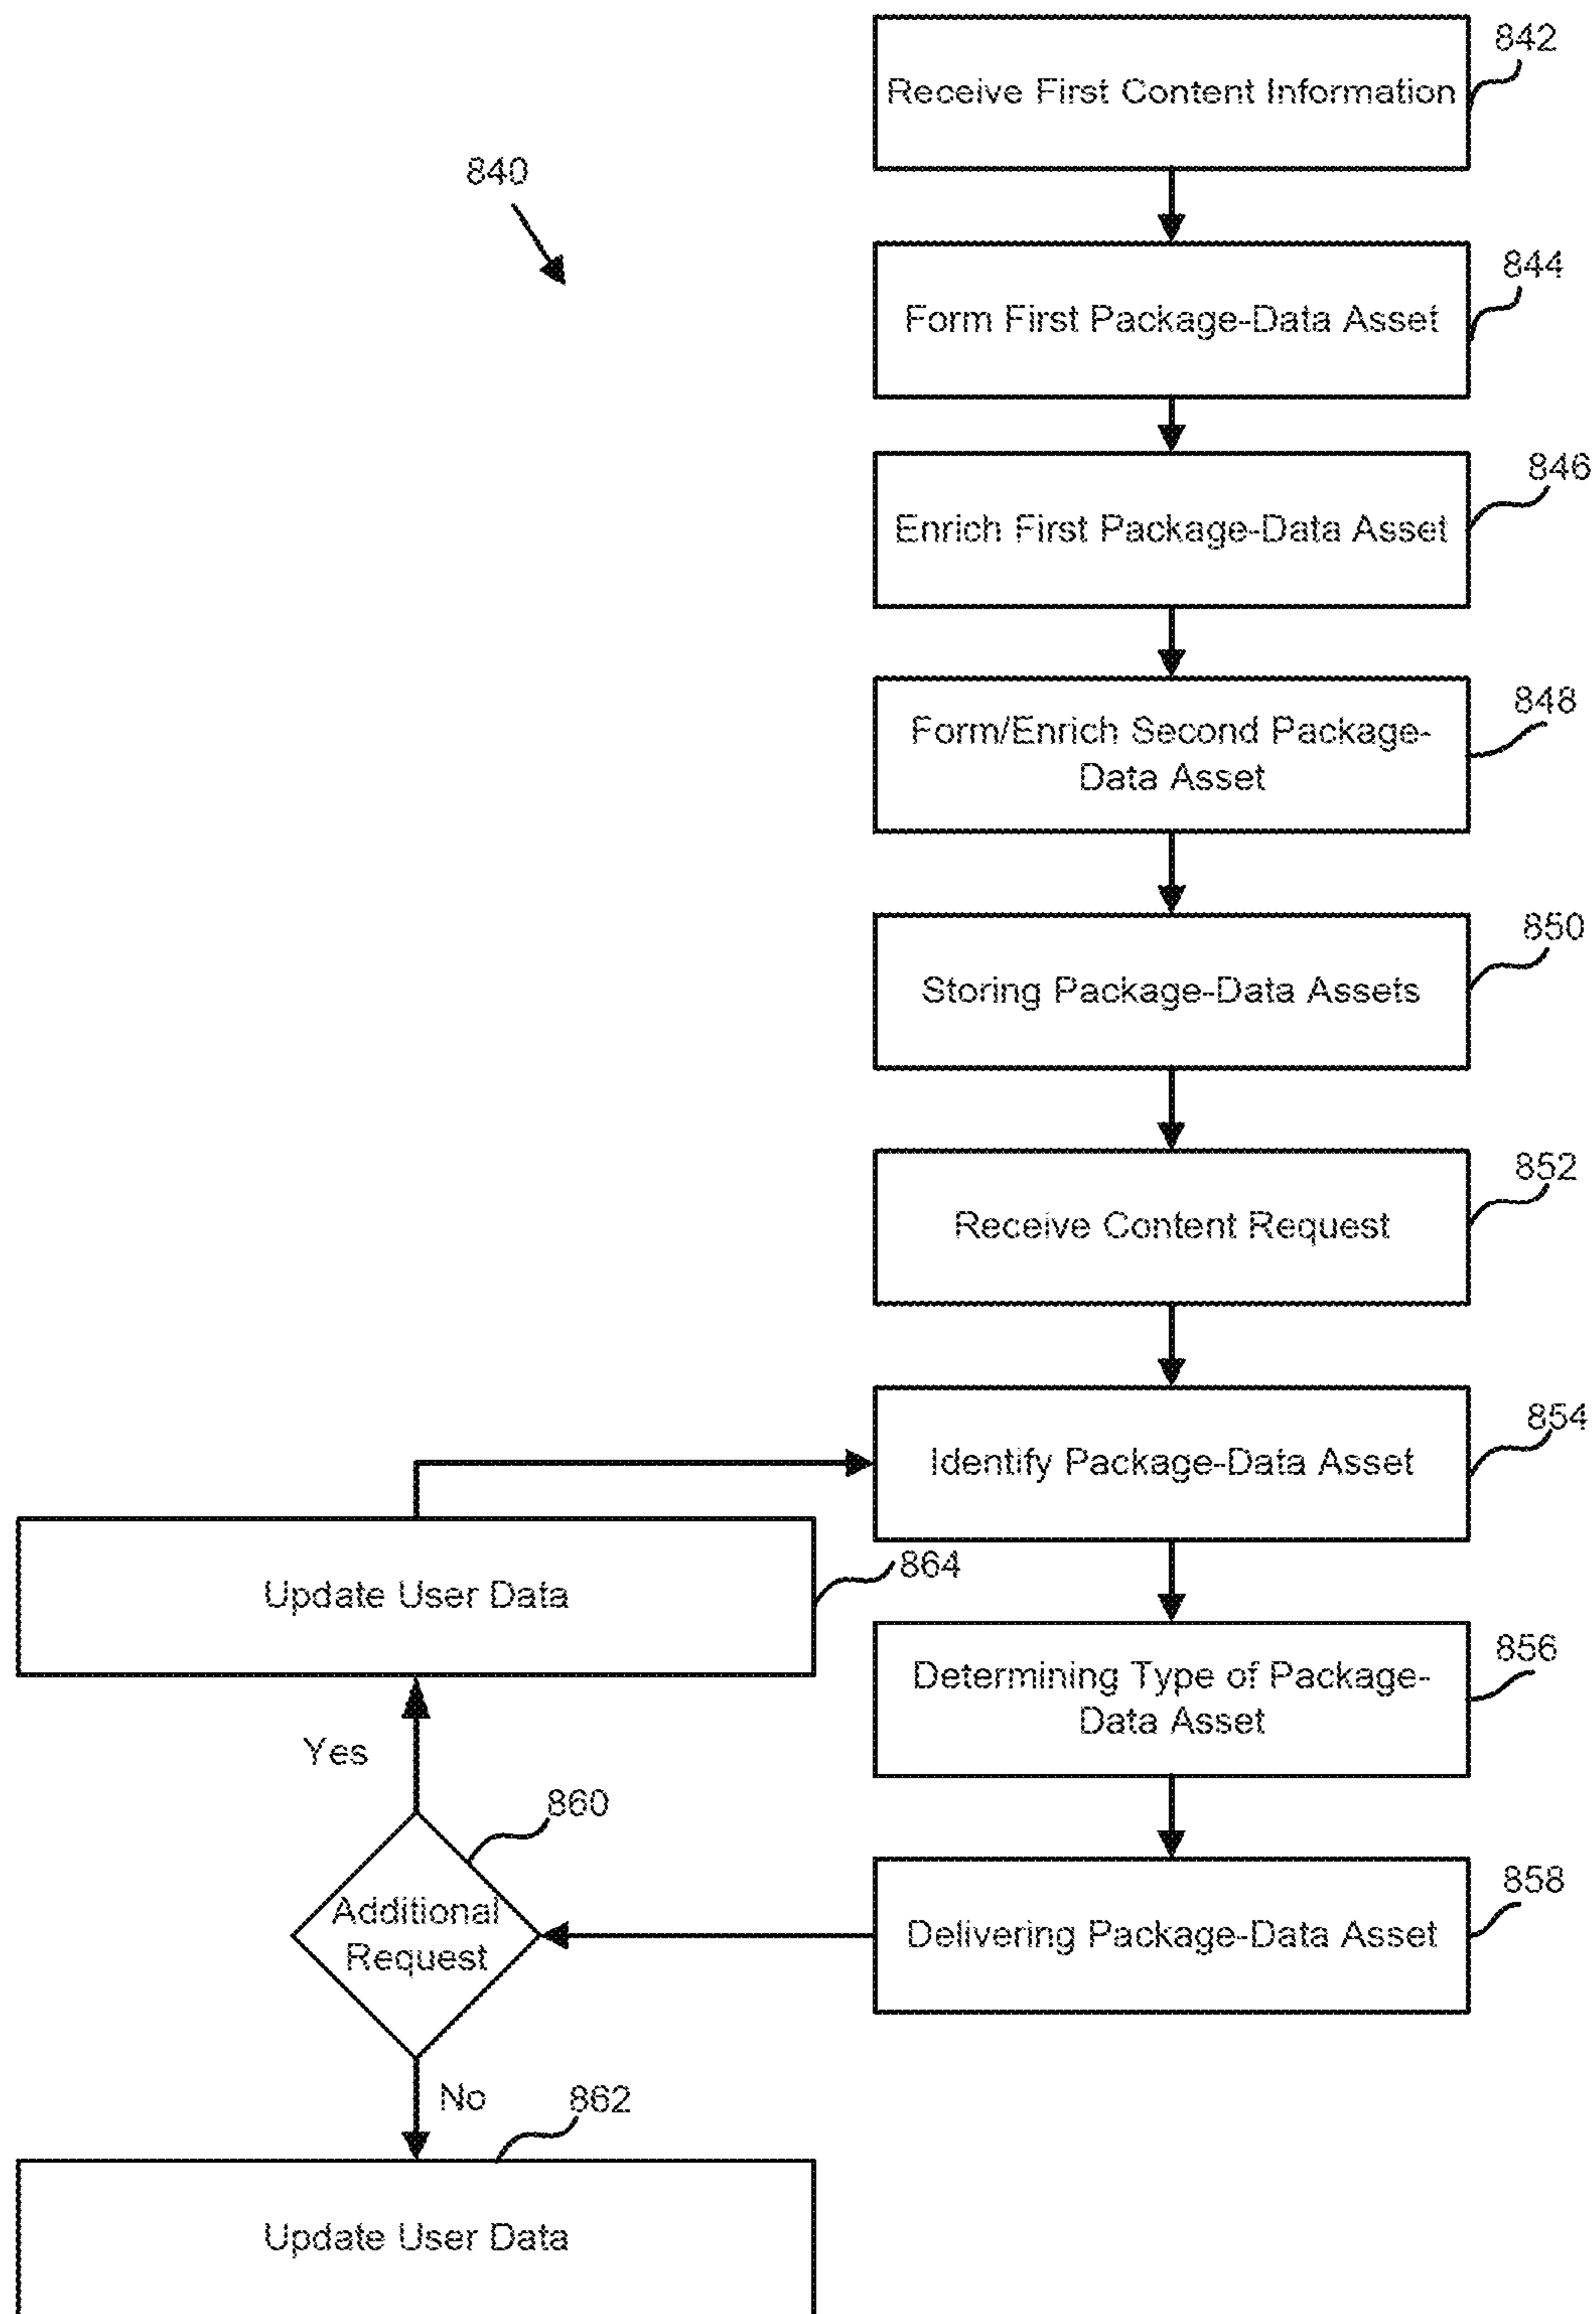 842
Receive First Content Information
840
844
Form First Package-Data Asset
846
Enrich First Package-Data Asset
848
Form/Enrich Second Package-
Data Asset
850
Storing Package-Data Assets
852
Receive Content Request
854
Identify Package-Data Asset
864
Update User Data
856
Determining Type of Package-
Data Asset
Yes
860
858
Additional
Request
Delivering Package-Data Asset
No
862
Update User Data